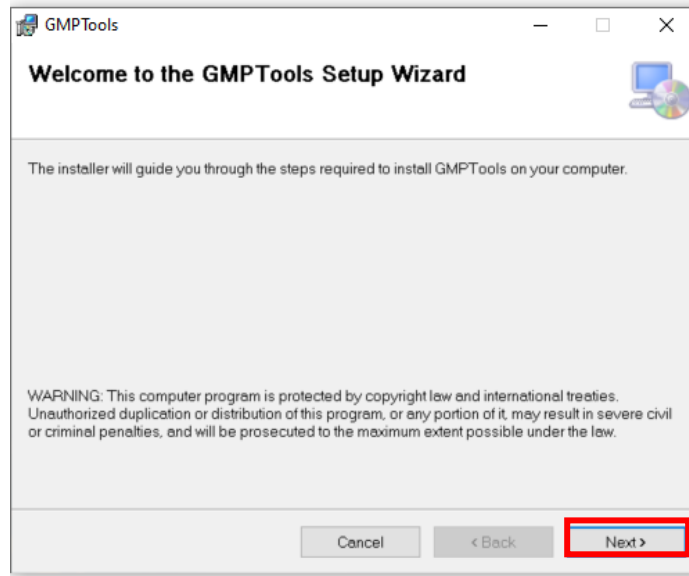 GMPTools
Welcome to the GMPTools Setup Wizard
The installer will guide you through the steps required to install GMPTools on your computer.
WARNING: This computer program is protected by copyright law and international treaties.
Unauthorized duplication or distribution of this program, or any portion of it, may result in severe civil
or criminal penalties, and will be prosecuted to the maximum extent possible under the law.
Cancel
< Back
Next >